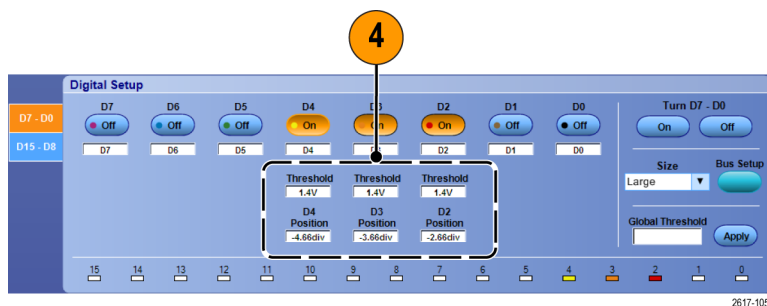 4
Digital Setup
D7 - D0
D15 - D8
D7 D6 D5 D4 D3 D2 D1 D0
Off Off Off On On On Off Off
D7 D6 D5 D4 D3 D2 D1 D0
Threshold Threshold Threshold
1.4V 1.4V 1.4V
D4 D3 D2
Position Position Position
-4.66div -3.66div -2.66div
Turn D7 - D0
On Off
Size Bus Setup
Large
Global Threshold
Apply
15 14 13 12 11 10 9 8 7 6 5 4 3 2 1 0
2617-105